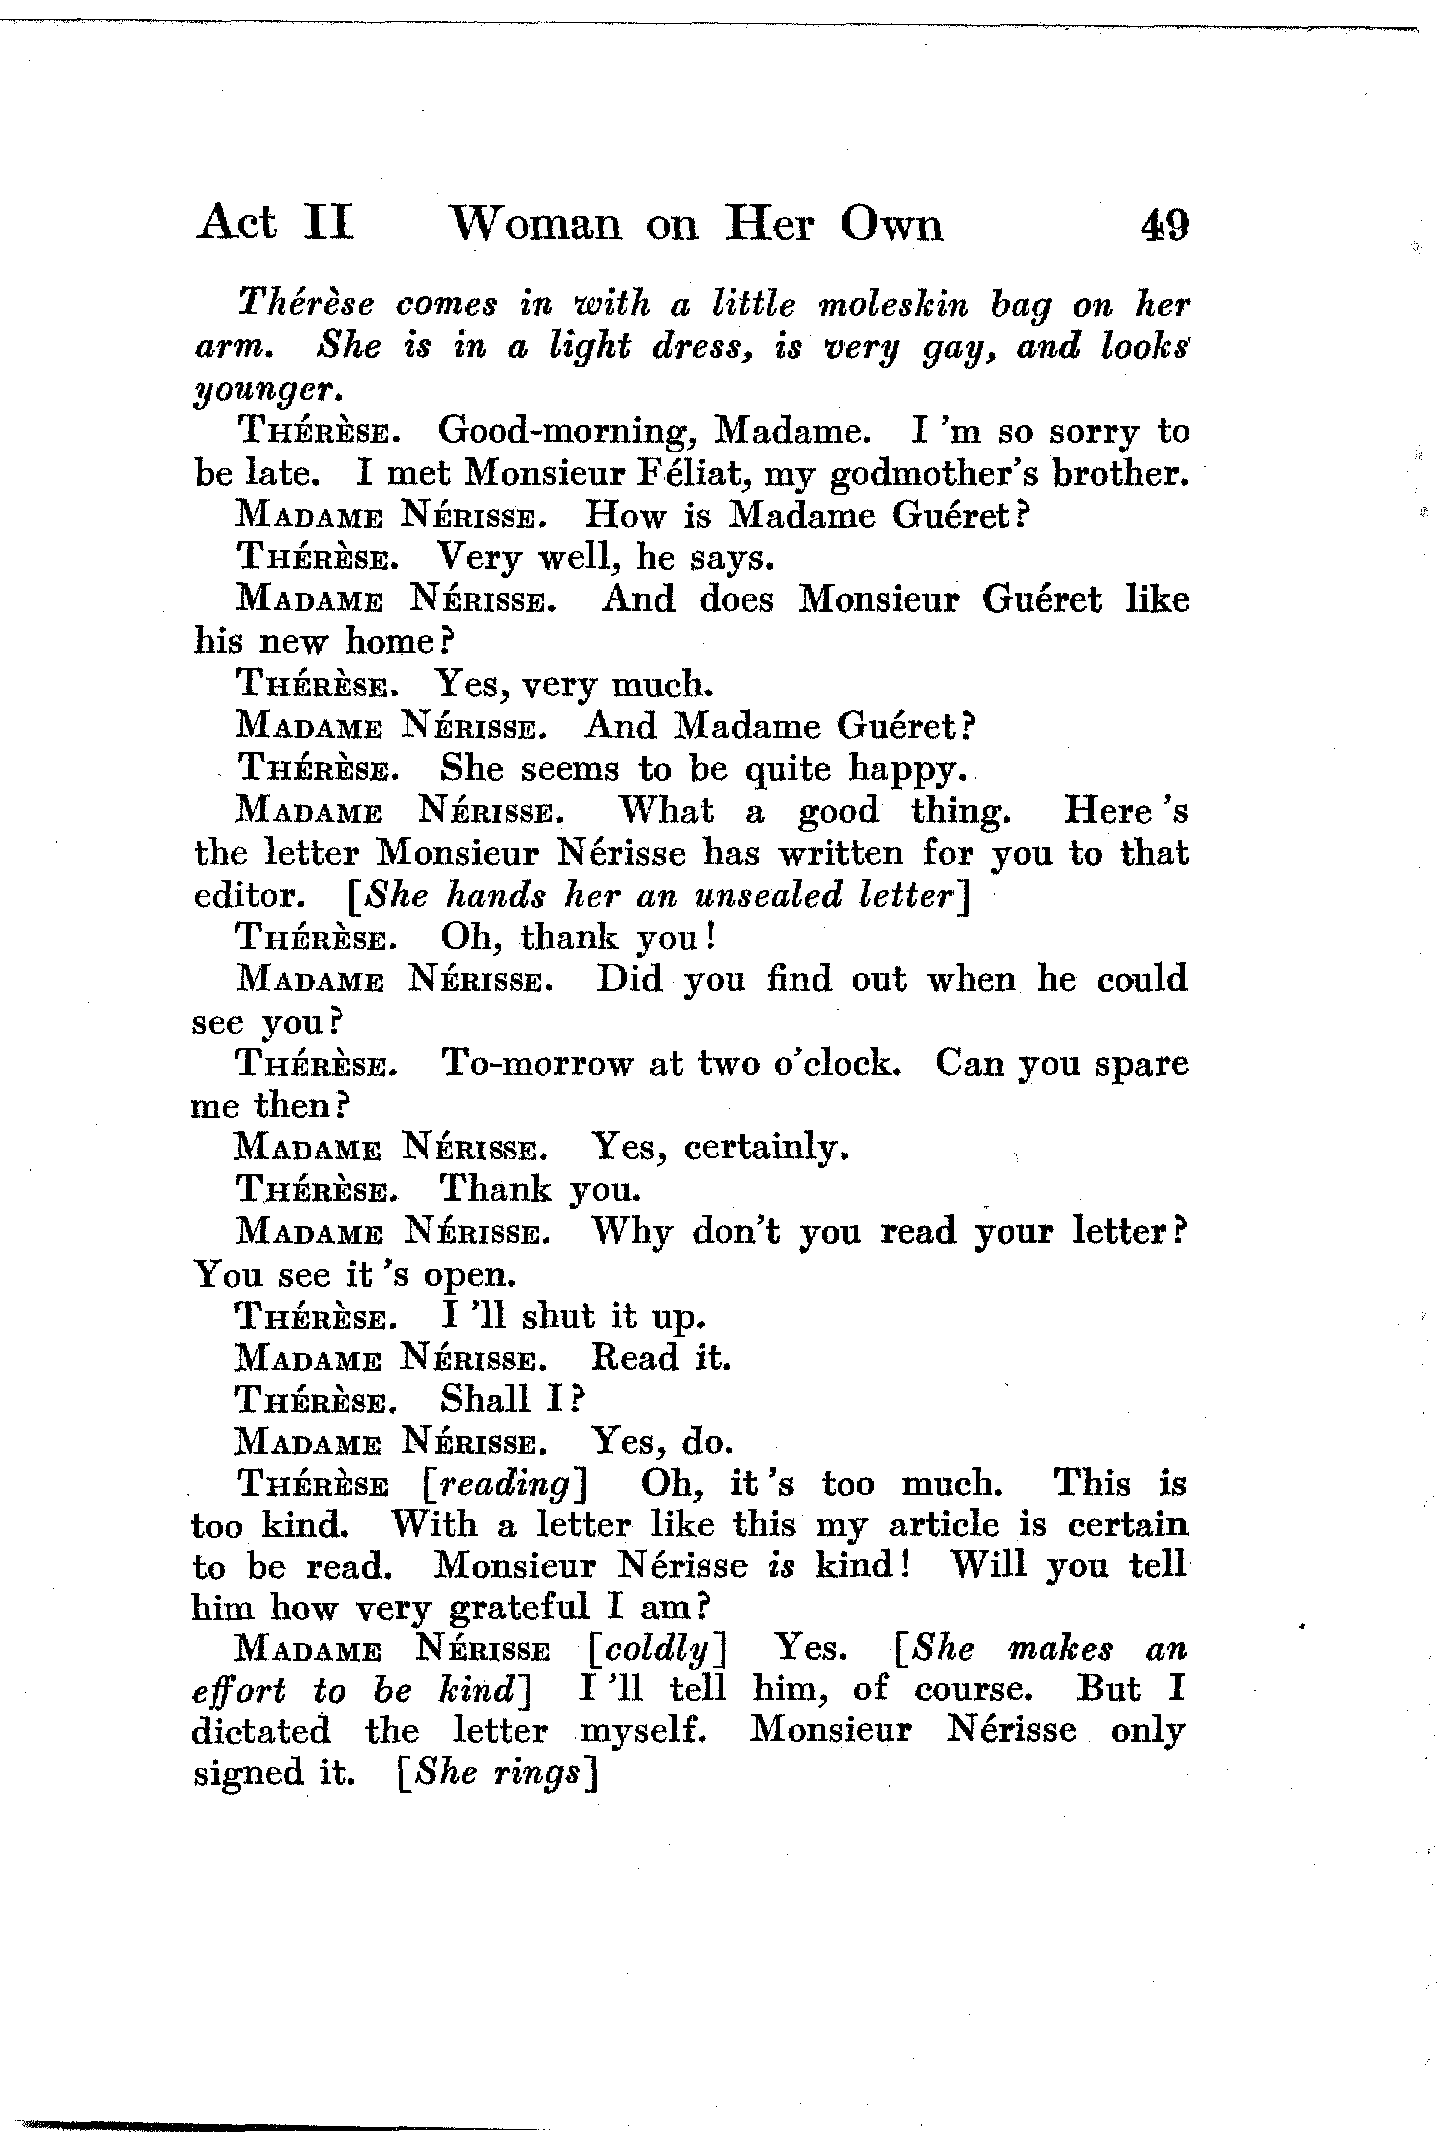 Act II Woman on Her Own 49
Thérèse comes in with a little moleskin bag on her
arm. She is in a light dress, is very gay, and looks
younger.
THÉRÈSE. Good-morning, Madame. I 'm so sorry to
be late. I met Monsieur Féliat, my godmother's brother.
MADAME NÉRISSE. How is Madame Guéret?
THÉRÈSE. Very well, he says.
MADAME NÉRISSE. And does Monsieur Guéret like
his new home?
THÉRÈSE. Yes, very much.
MADAME NÉRISSE. And Madame Guéret?
THÉRÈSE. She seems to be quite happy.
MADAME NÉRISSE. What a good thing. Here 's
the letter Monsieur Nérisse has written for you to that
editor. [She hands her an unsealed letter]
THÉRÈSE. Oh, thank you!
MADAME NÉRISSE. Did you find out when he could
see you?
THÉRÈSE. To-morrow at two o'clock. Can you spare
me then?
MADAME NÉRISSE. Yes, certainly.
THÉRÈSE. Thank you.
MADAME NÉRISSE. Why don't you read your letter?
You see it 's open.
THÉRÈSE. I 'll shut it up.
MADAME NÉRISSE. Read it.
THÉRÈSE. Shall I?
MADAME NÉRISSE. Yes, do.
THÉRÈSE [reading] Oh, it 's too much. This is
too kind. With a letter like this my article is certain
to be read. Monsieur Nérisse is kind! Will you tell
him how very grateful I am?
MADAME NÉRISSE [coldly] Yes. [She makes an
effort to be kind] I 'll tell him, of course. But I
dictated the letter myself. Monsieur Nérisse only
signed it. [She rings]